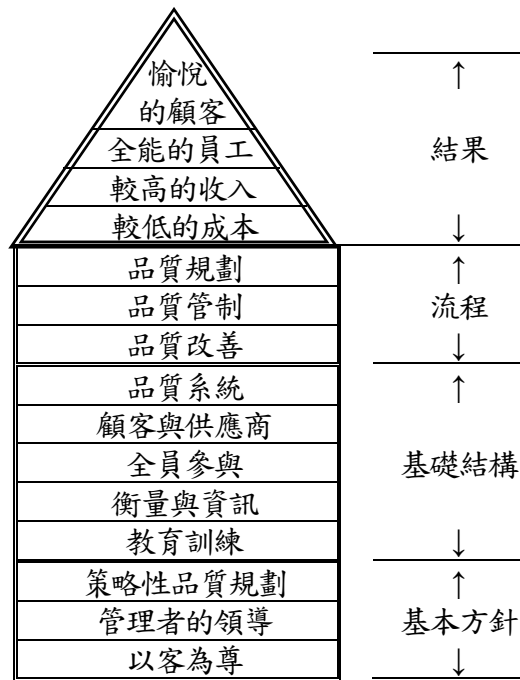 愉悅
的顧客
全能的員工
較高的收入
較低的成本
↑
結果
↓
品質規劃
品質管制
品質改善
↑
流程
↓
品質系統
顧客與供應商
全員參與
衡量與資訊
教育訓練
↑
基礎結構
↓
策略性品質規劃
管理者的領導
以客為尊
↑
基本方針
↓